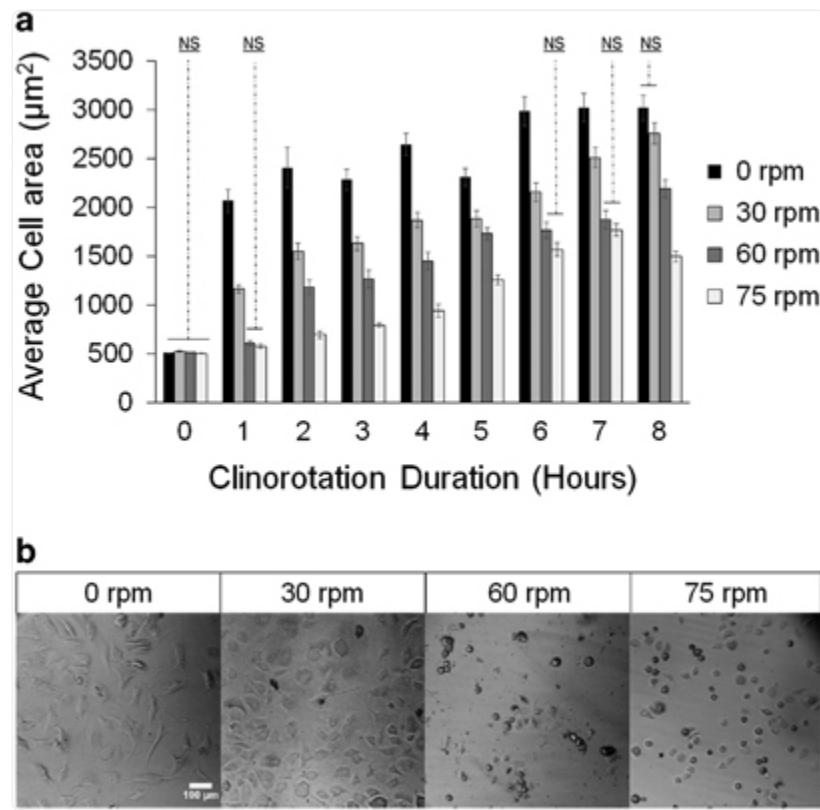 a
NS NS NS NS NS
3500
3000
2500
2000
1500
1000
500
0
Average Cell area (µm²)
0 rpm
30 rpm
60 rpm
75 rpm
0 1 2 3 4 5 6 7 8
Clinorotation Duration (Hours)
b
0 rpm 30 rpm 60 rpm 75 rpm
100 µm